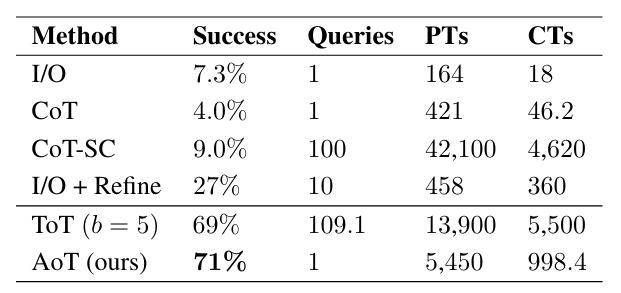 Method Success Queries PTs CTs
I/O 7.3% 1 164 18
CoT 4.0% 1 421 46.2
CoT-SC 9.0% 100 42,100 4,620
I/O + Refine 27% 10 458 360
ToT (b = 5) 69% 109.1 13,900 5,500
AoT (ours) 71% 1 5,450 998.4